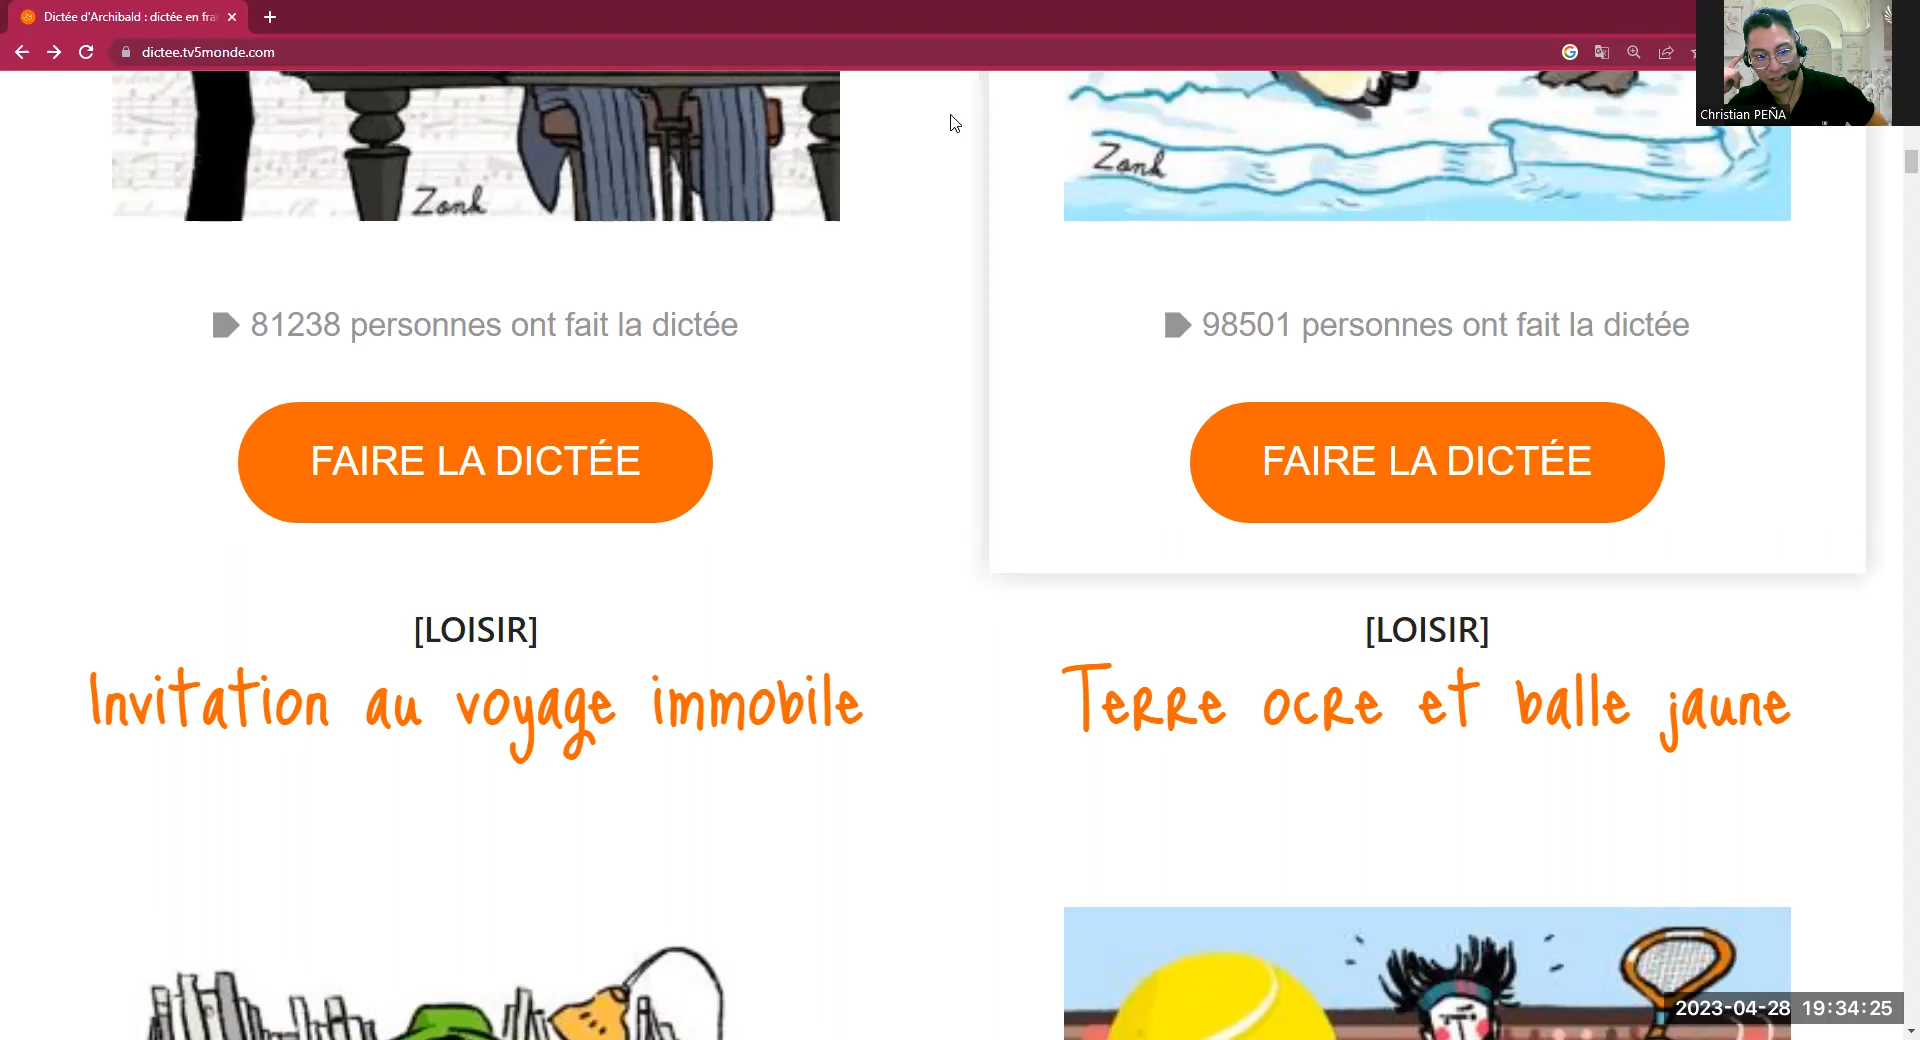 Dictée d'Archibald : dictée en fra
dictee.tv5monde.com
Christian PEÑA
Zonk
Zonk
81238 personnes ont fait la dictée
98501 personnes ont fait la dictée
FAIRE LA DICTÉE
FAIRE LA DICTÉE
[LOISIR]
[LOISIR]
Invitation au voyage immobile
Terre ocre et balle jaune
2023-04-28 19:34:25